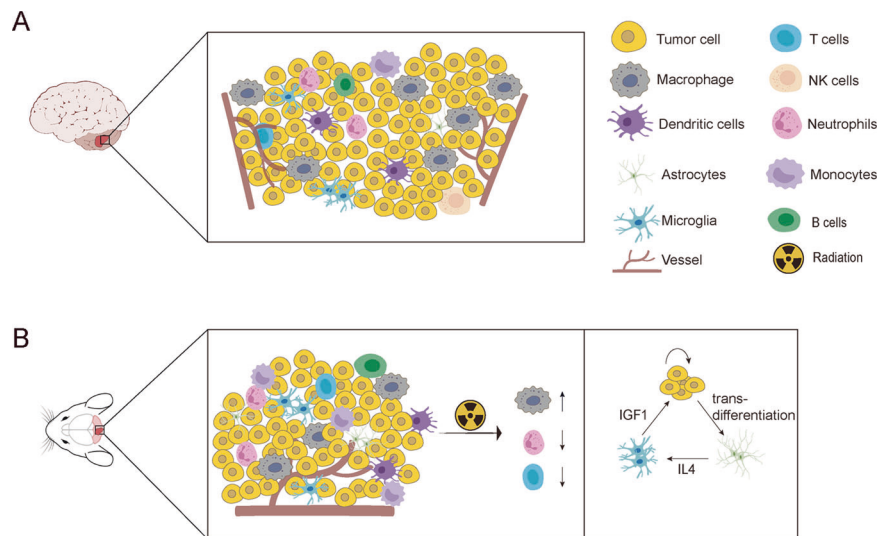 A
Tumor cell
T cells
Macrophage
NK cells
Dendritic cells
Neutrophils
Astrocytes
Monocytes
Microglia
B cells
Vessel
Radiation
B
IGF1
trans-
differentiation
IL4